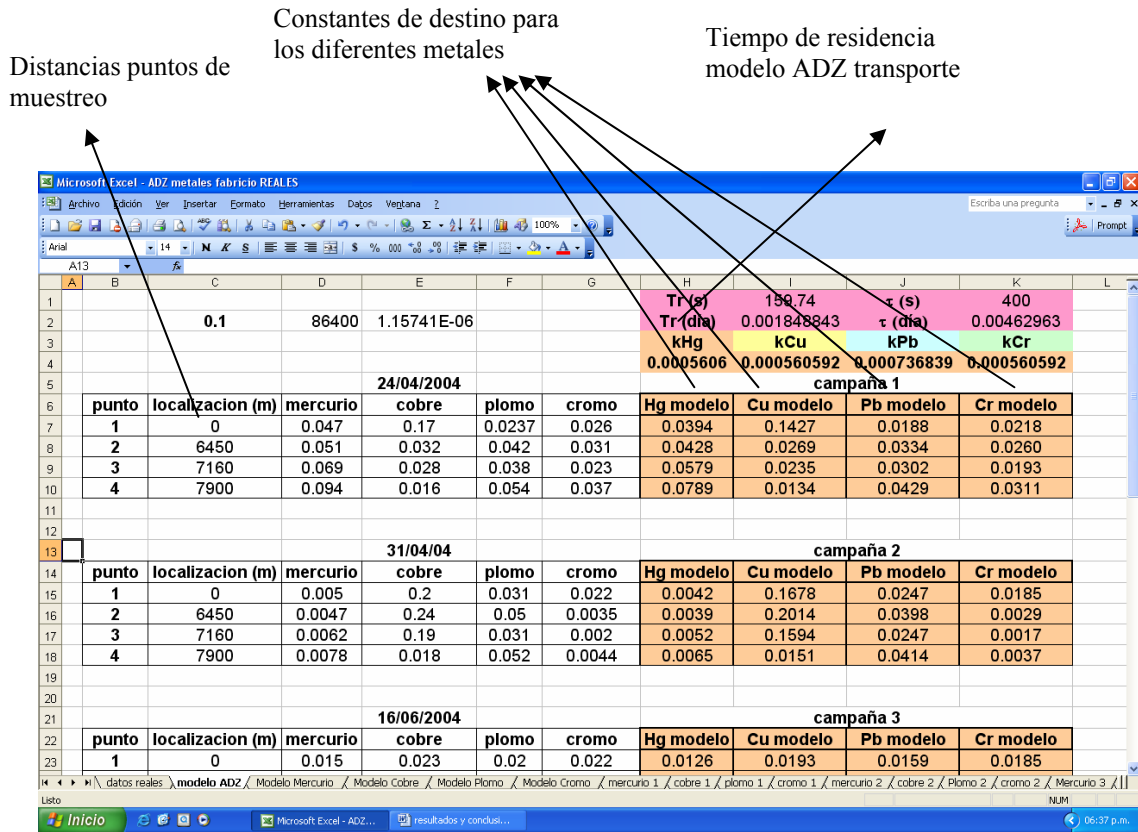 Constantes de destino para
los diferentes metales
Tiempo de residencia
modelo ADZ transporte
Distancias puntos de
muestreo
Microsoft Excel - ADZ metales fabricio REALES
Archivo Edición Ver Insertar Formato Herramientas Datos Ventana ?
Escriba una pregunta
100%
Prompt
Arial 14 N K S $ % 000
A13 fx
A B C D E F G H I J K L
1 Tr (s) 159.74 τ (s) 400
2 0.1 86400 1.15741E-06 Tr (día) 0.001848843 τ (día) 0.00462963
3 kHg kCu kPb kCr
4 0.0005606 0.000560592 0.000736839 0.000560592
5 24/04/2004 campaña 1
6 punto localizacion (m) mercurio cobre plomo cromo Hg modelo Cu modelo Pb modelo Cr modelo
7 1 0 0.047 0.17 0.0237 0.026 0.0394 0.1427 0.0188 0.0218
8 2 6450 0.051 0.032 0.042 0.031 0.0428 0.0269 0.0334 0.0260
9 3 7160 0.069 0.028 0.038 0.023 0.0579 0.0235 0.0302 0.0193
10 4 7900 0.094 0.016 0.054 0.037 0.0789 0.0134 0.0429 0.0311
11
12
13 31/04/04 campaña 2
14 punto localizacion (m) mercurio cobre plomo cromo Hg modelo Cu modelo Pb modelo Cr modelo
15 1 0 0.005 0.2 0.031 0.022 0.0042 0.1678 0.0247 0.0185
16 2 6450 0.0047 0.24 0.05 0.0035 0.0039 0.2014 0.0398 0.0029
17 3 7160 0.0062 0.19 0.031 0.002 0.0052 0.1594 0.0247 0.0017
18 4 7900 0.0078 0.018 0.052 0.0044 0.0065 0.0151 0.0414 0.0037
19
20
21 16/06/2004 campaña 3
22 punto localizacion (m) mercurio cobre plomo cromo Hg modelo Cu modelo Pb modelo Cr modelo
23 1 0 0.015 0.023 0.02 0.022 0.0126 0.0193 0.0159 0.0185
datos reales modelo ADZ Modelo Mercurio Modelo Cobre Modelo Plomo Modelo Cromo mercurio 1 cobre 1 plomo 1 cromo 1 mercurio 2 cobre 2 Plomo 2 cromo 2 Mercurio 3
Listo NUM
Inicio Microsoft Excel - ADZ... resultados y conclusi... 06:37 p.m.